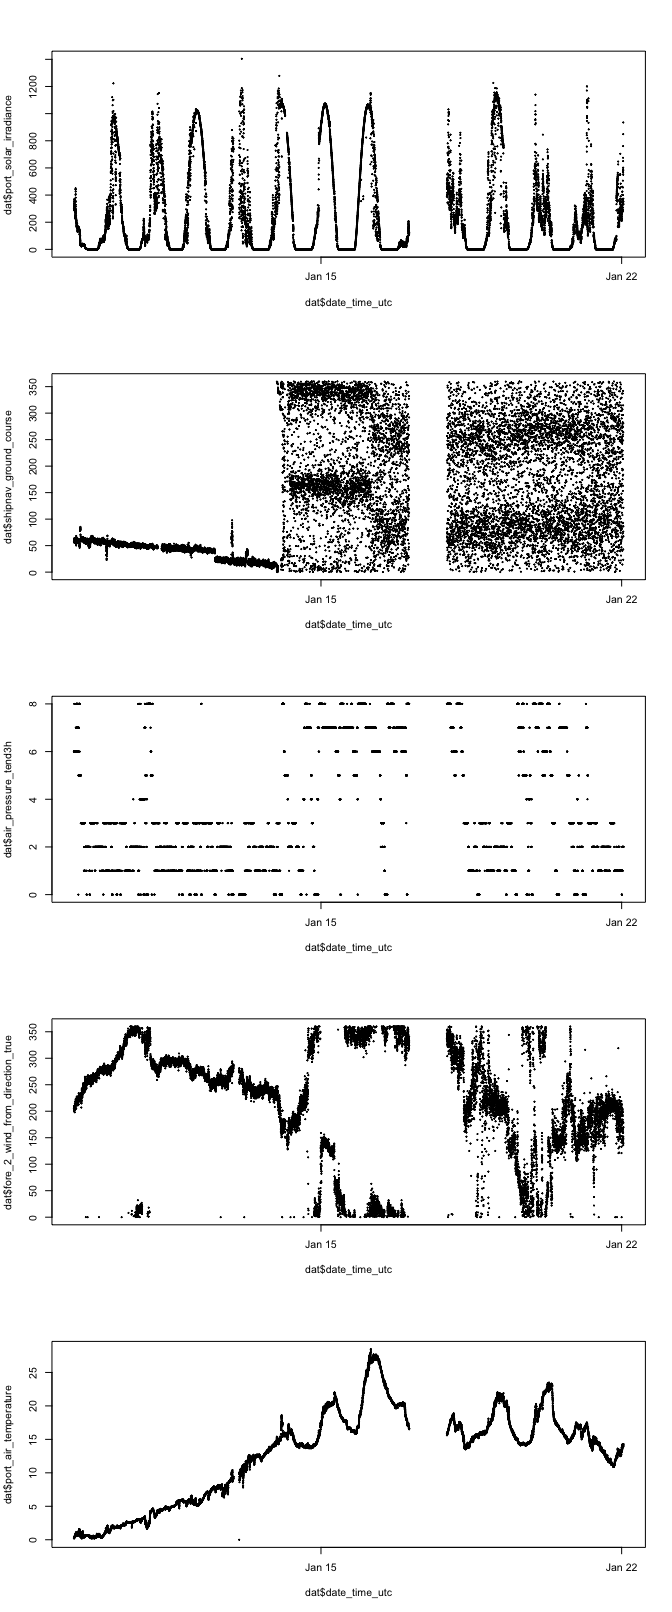 dat$port_solar_irradiance
0 200 400 600 800 1200
Jan 15 Jan 22
dat$date_time_utc
dat$shipnav_ground_course
0 50 100 150 200 250 300 350
Jan 15 Jan 22
dat$date_time_utc
dat$air_pressure_tend3h
0 2 4 6 8
Jan 15 Jan 22
dat$date_time_utc
dat$fore_2_wind_from_direction_true
0 50 100 150 200 250 300 350
Jan 15 Jan 22
dat$date_time_utc
dat$port_air_temperature
0 5 10 15 20 25
Jan 15 Jan 22
dat$date_time_utc